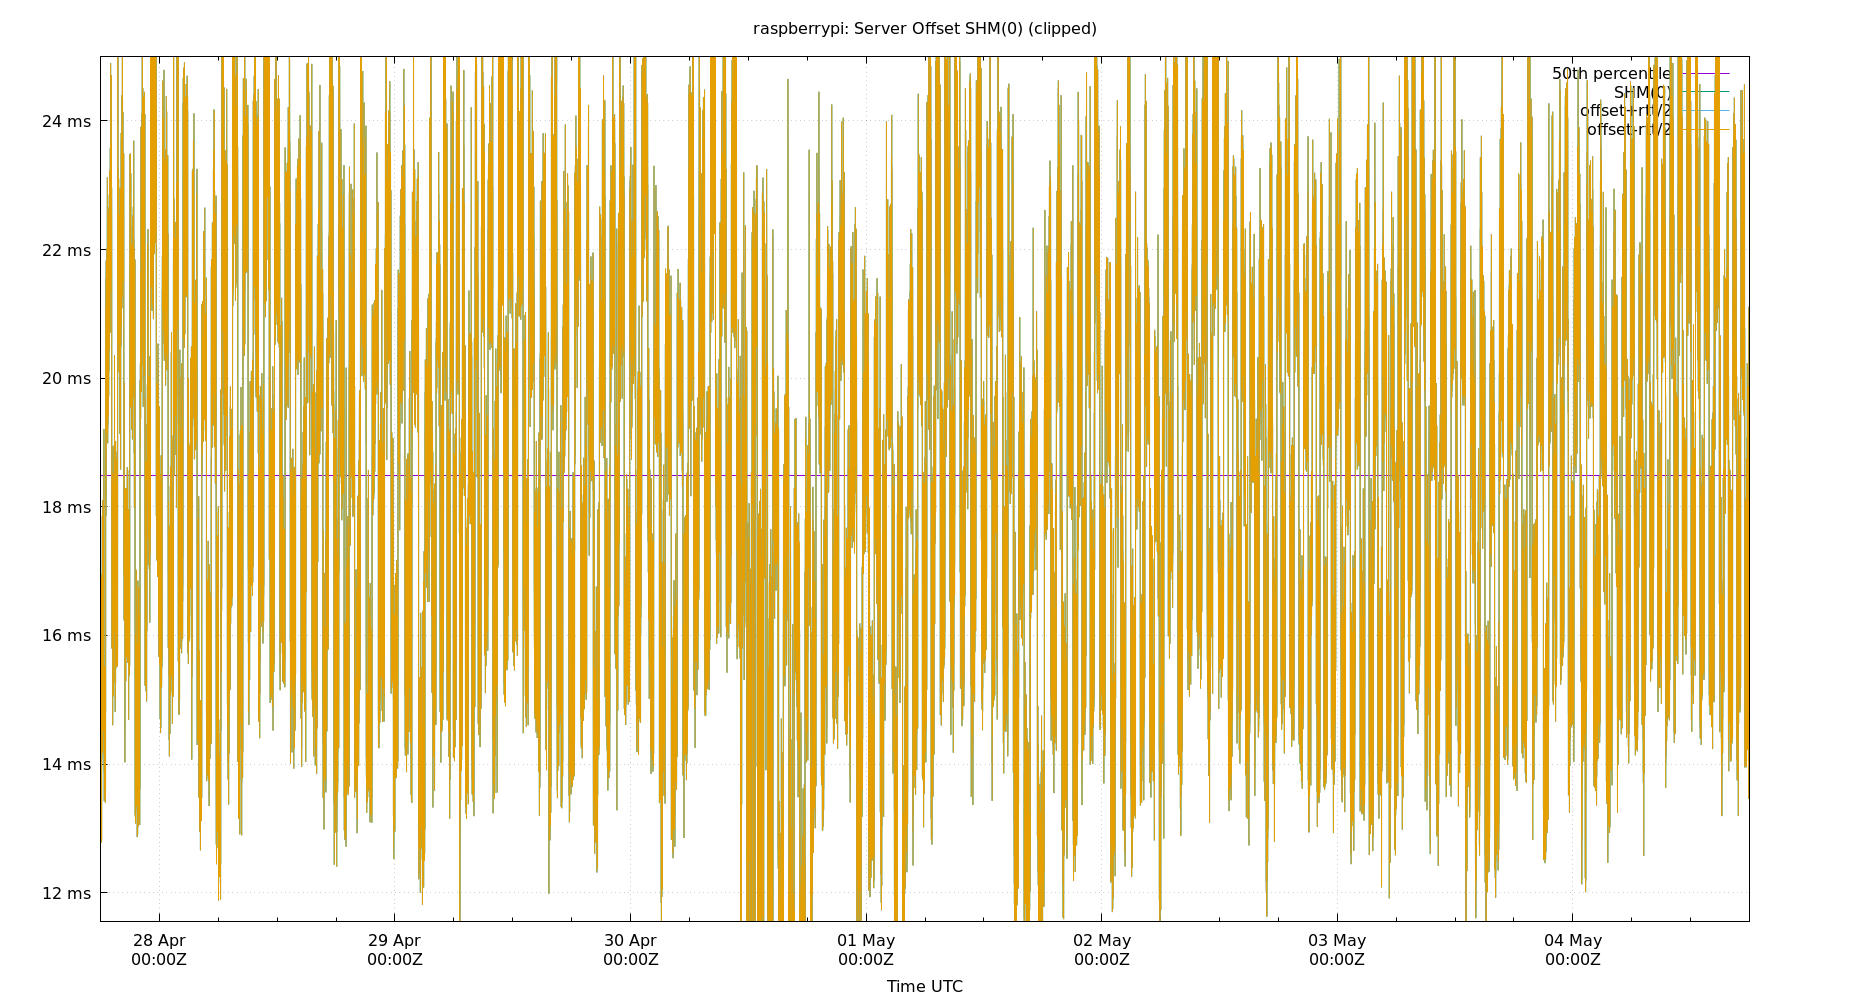 raspberrypi: Server Offset SHM(0) (clipped)
50th percentile
SHM(0)
offset+rtt/2
offset-rtt/2
24 ms
22 ms
20 ms
18 ms
16 ms
14 ms
12 ms
28 Apr 29 Apr 30 Apr 01 May 02 May 03 May 04 May
00:00Z 00:00Z 00:00Z 00:00Z 00:00Z 00:00Z 00:00Z
Time UTC